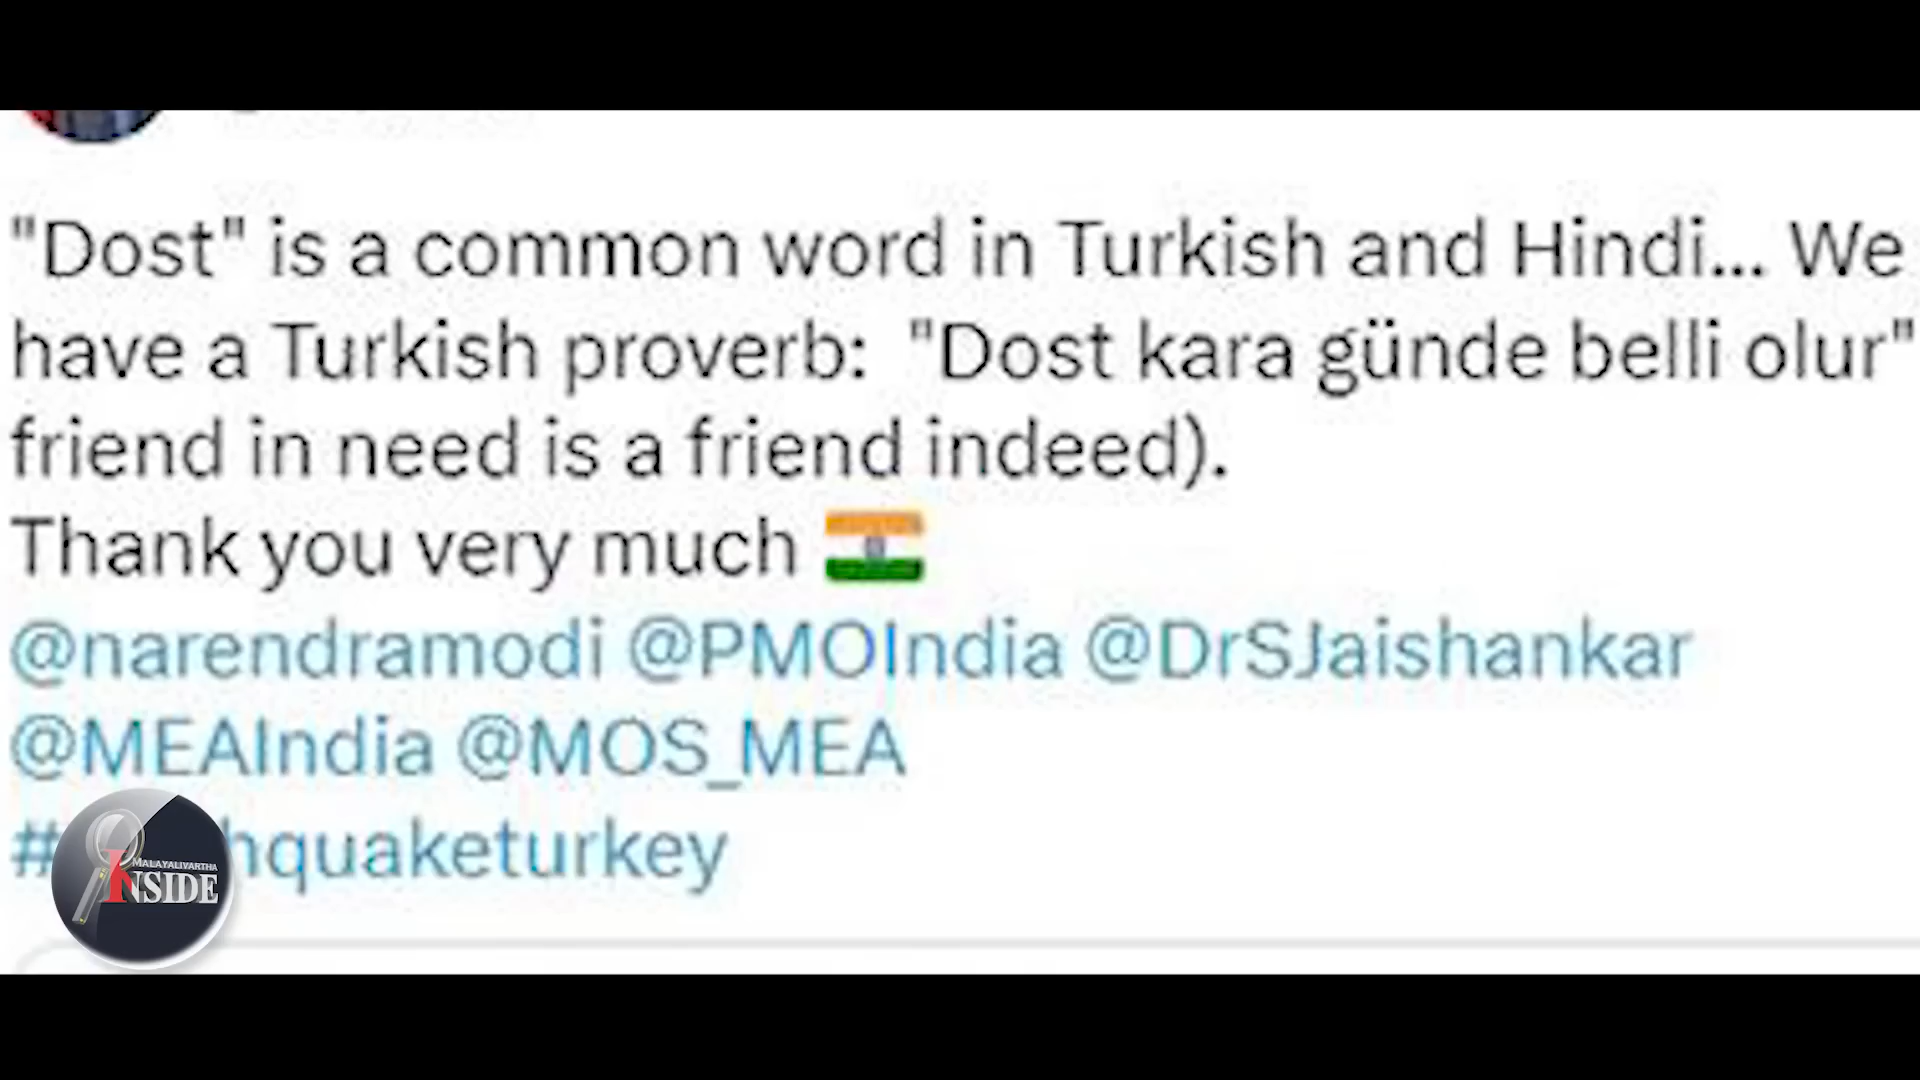 "Dost" is a common word in Turkish and Hindi... We
have a Turkish proverb: "Dost kara günde belli olur"
friend in need is a friend indeed).
Thank you very much
@narendramodi @PMOIndia @DrSJaishankar
@MEAIndia @MOS_MEA
MALAYALIVARTHA
INSIDE